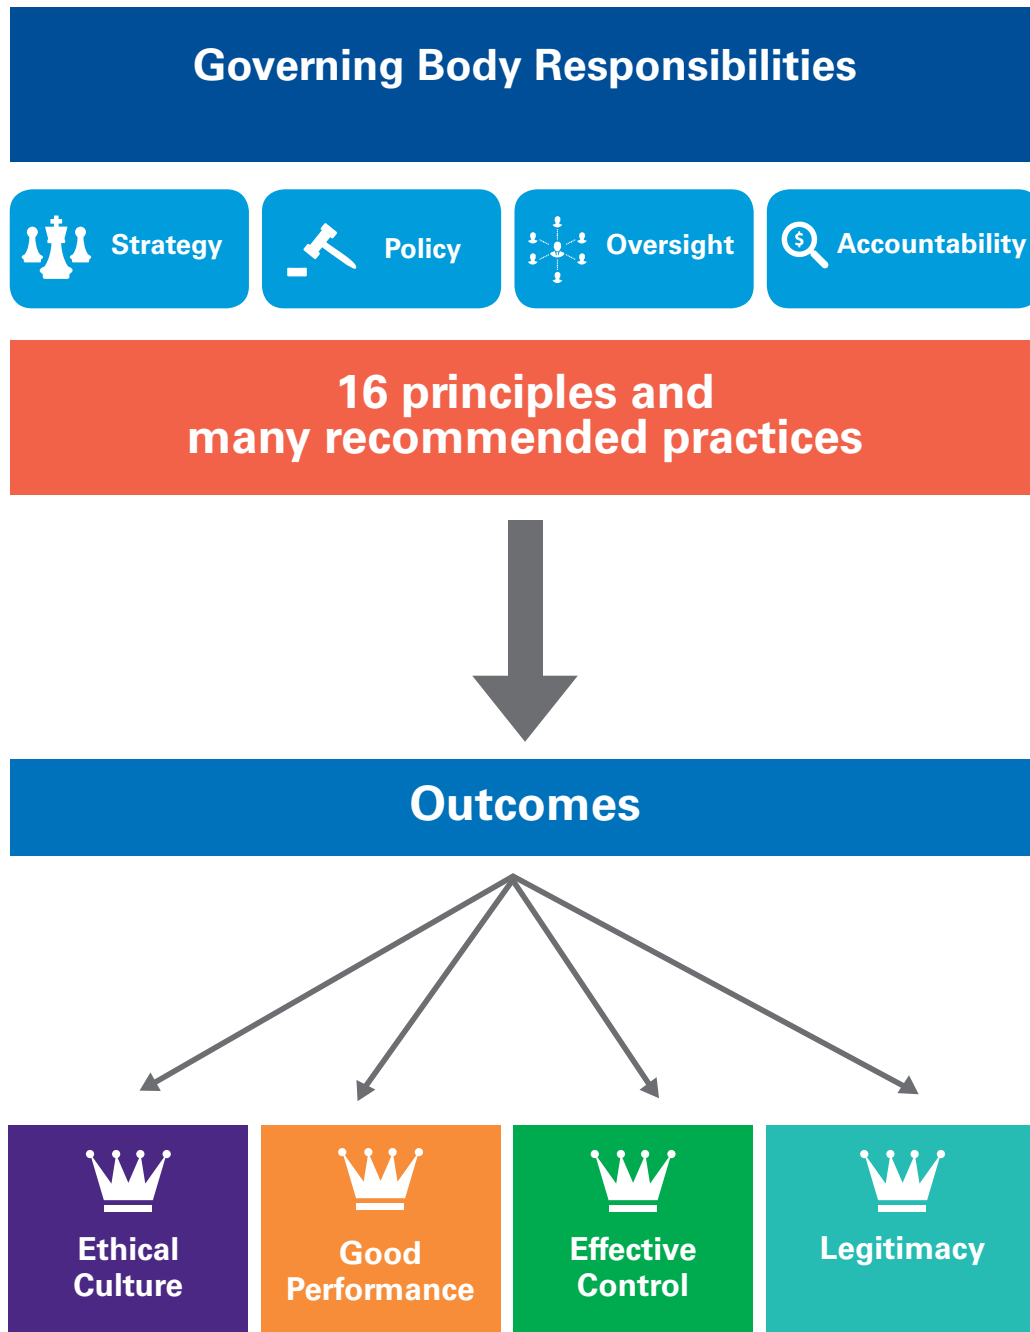 Governing Body Responsibilities
Strategy
Policy
Oversight
$
Accountability
16 principles and
many recommended practices
Outcomes
Ethical
Culture
Good
Performance
Effective
Control
Legitimacy